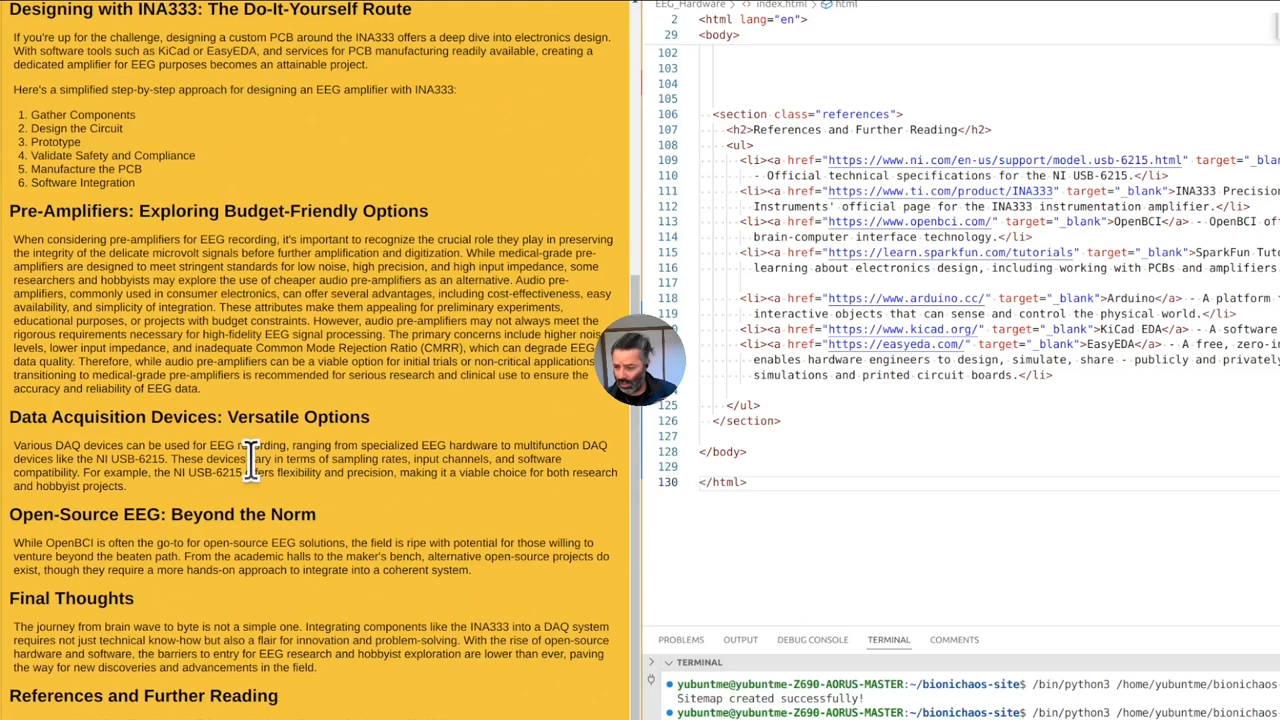 Designing with INA333: The Do-It-Yourself Route
If you're up for the challenge, designing a custom PCB around the INA333 offers a deep dive into electronics design.
With software tools such as KiCad or EasyEDA, and services for PCB manufacturing readily available, creating a
dedicated amplifier for EEG purposes becomes an attainable project.
Here's a simplified step-by-step approach for designing an EEG amplifier with INA333:
1. Gather Components
2. Design the Circuit
3. Prototype
4. Validate Safety and Compliance
5. Manufacture the PCB
6. Software Integration
Pre-Amplifiers: Exploring Budget-Friendly Options
When considering pre-amplifiers for EEG recording, it's important to recognize the crucial role they play in preserving
the integrity of the delicate microvolt signals before further amplification and digitization. While medical-grade pre-
amplifiers are designed to meet stringent standards for low noise, high precision, and high input impedance, some
researchers and hobbyists may explore the use of cheaper audio pre-amplifiers as an alternative. Audio pre-
amplifiers, commonly used in consumer electronics, can offer several advantages, including cost-effectiveness, easy
availability, and simplicity of integration. These attributes make them appealing for preliminary experiments,
educational purposes, or projects with budget constraints. However, audio pre-amplifiers may not always meet the
rigorous requirements necessary for high-fidelity EEG signal processing. The primary concerns include higher nois
levels, lower input impedance, and inadequate Common Mode Rejection Ratio (CMRR), which can degrade EEG
data quality. Therefore, while audio pre-amplifiers can be a viable option for initial trials or non-critical application
transitioning to medical-grade pre-amplifiers is recommended for serious research and clinical use to ensure the
accuracy and reliability of EEG data.
Data Acquisition Devices: Versatile Options
Various DAQ devices can be used for EEG recording, ranging from specialized EEG hardware to multifunction DAQ
devices like the NI USB-6215. These devices vary in terms of sampling rates, input channels, and software
compatibility. For example, the NI USB-6215 offers flexibility and precision, making it a viable choice for both research
and hobbyist projects.
Open-Source EEG: Beyond the Norm
While OpenBCI is often the go-to for open-source EEG solutions, the field is ripe with potential for those willing to
venture beyond the beaten path. From the academic halls to the maker's bench, alternative open-source projects do
exist, though they require a more hands-on approach to integrate into a coherent system.
Final Thoughts
The journey from brain wave to byte is not a simple one. Integrating components like the INA333 into a DAQ system
requires not just technical know-how but also a flair for innovation and problem-solving. With the rise of open-source
hardware and software, the barriers to entry for EEG research and hobbyist exploration are lower than ever, paving
the way for new discoveries and advancements in the field.
References and Further Reading
EEG_Hardware > <> index.html > html
2 <html lang="en">
29 <body>
102
103
104
105
106 <section class="references">
107 <h2>References and Further Reading</h2>
108 <ul>
109 <li><a href="https://www.ni.com/en-us/support/model.usb-6215.html" target="_bla
110 - Official technical specifications for the NI USB-6215.</li>
111 <li><a href="https://www.ti.com/product/INA333" target="_blank">INA333 Precision
112 Instruments' official page for the INA333 instrumentation amplifier.</li>
113 <li><a href="https://www.openbci.com/" target="_blank">OpenBCI</a> - OpenBCI of
114 brain-computer interface technology.</li>
115 <li><a href="https://learn.sparkfun.com/tutorials" target="_blank">SparkFun Tuto
116 learning about electronics design, including working with PCBs and amplifiers
118 <li><a href="https://www.arduino.cc/" target="_blank">Arduino</a> - A platform
interactive objects that can sense and control the physical world.</li>
<li><a href="https://www.kicad.org/" target="_blank">KiCad EDA</a> - A software
<li><a href="https://easyeda.com/" target="_blank">EasyEDA</a> - A free, zero-in
enables hardware engineers to design, simulate, share - publicly and privately
simulations and printed circuit boards.</li>
125 </ul>
126 </section>
127
128 </body>
129
130 </html>
PROBLEMS OUTPUT DEBUG CONSOLE TERMINAL COMMENTS
TERMINAL
yubuntme@yubuntme-Z690-AORUS-MASTER:~/bionichaos-site$ /bin/python3 /home/yubuntme/bionichaos-
Sitemap created successfully!
yubuntme@yubuntme-Z690-AORUS-MASTER:~/bionichaos-site$ /bin/python3 /home/yubuntme/bionichaos-